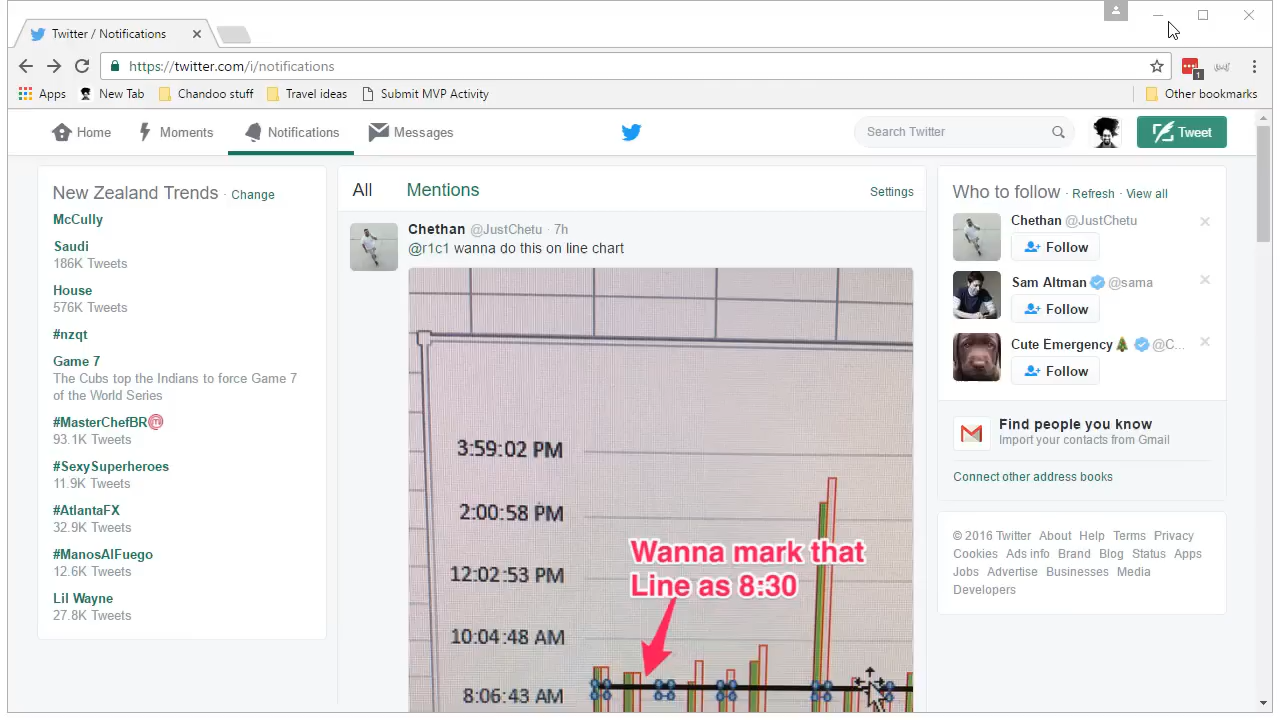 Twitter / Notifications
https://twitter.com/i/notifications
1
Apps
New Tab
Chandoo stuff
Travel ideas
Submit MVP Activity
Other bookmarks
Home
Moments
Notifications
Messages
Search Twitter
Tweet
New Zealand Trends · Change
McCully
Saudi
186K Tweets
House
576K Tweets
#nzqt
Game 7
The Cubs top the Indians to force Game 7
of the World Series
#MasterChefBR
93.1K Tweets
#SexySuperheroes
11.9K Tweets
#AtlantaFX
32.9K Tweets
#ManosAlFuego
12.6K Tweets
Lil Wayne
27.8K Tweets
All
Mentions
Settings
Chethan @JustChetu · 7h
@r1c1 wanna do this on line chart
3:59:02 PM
2:00:58 PM
12:02:53 PM
10:04:48 AM
8:06:43 AM
Wanna mark that
Line as 8:30
Who to follow · Refresh · View all
Chethan @JustChetu
Follow
Sam Altman @sama
Follow
Cute Emergency @C...
Follow
Find people you know
Import your contacts from Gmail
Connect other address books
© 2016 Twitter About Help Terms Privacy
Cookies Ads info Brand Blog Status Apps
Jobs Advertise Businesses Media
Developers